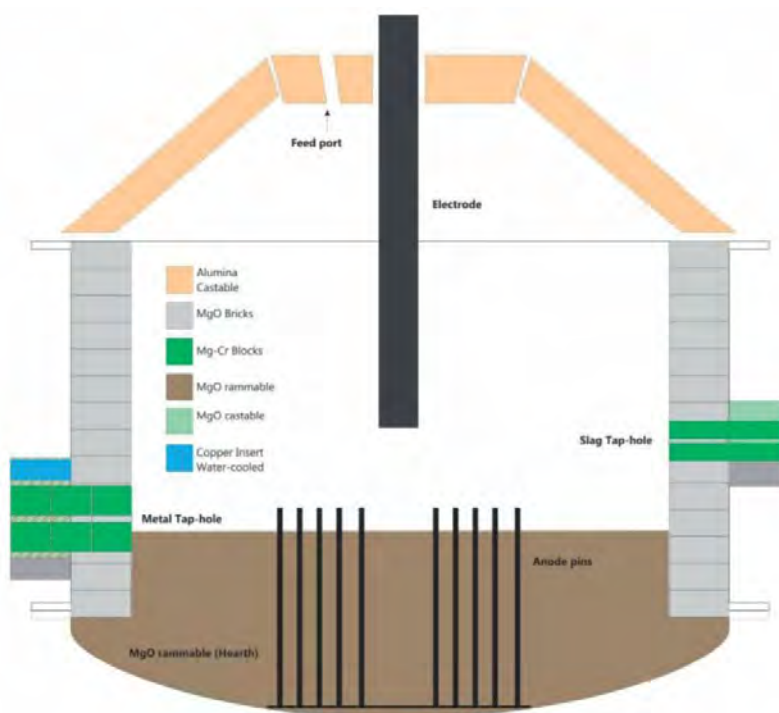 Feed port
Electrode
Alumina
Castable
MgO Bricks
Mg-Cr Blocks
MgO rammable
MgO castable
Copper Insert
Water-cooled
Slag Tap-hole
Metal Tap-hole
Anode pins
MgO rammable (Hearth)